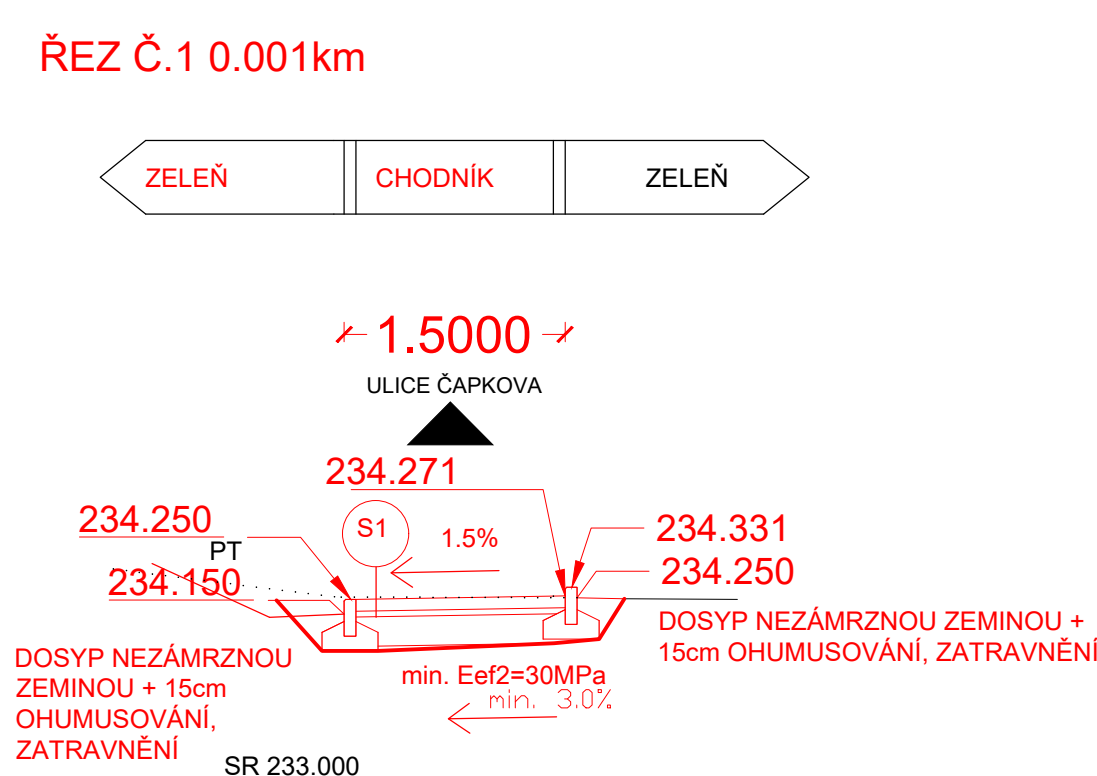 ŘEZ Č.1 0.001km
ZELEŇ
CHODNÍK
ZELEŇ
1.5000
ULICE ČAPKOVA
234.271
234.250
S1
1.5%
234.331
PT
234.150
234.250
DOSYP NEZÁMRZNOU ZEMINOU +
15cm OHUMUSOVÁNÍ, ZATRAVNĚNÍ
DOSYP NEZÁMRZNOU
ZEMINOU + 15cm
OHUMUSOVÁNÍ,
ZATRAVNĚNÍ
min. Eef2=30MPa
min. 3.0%
SR 233.000